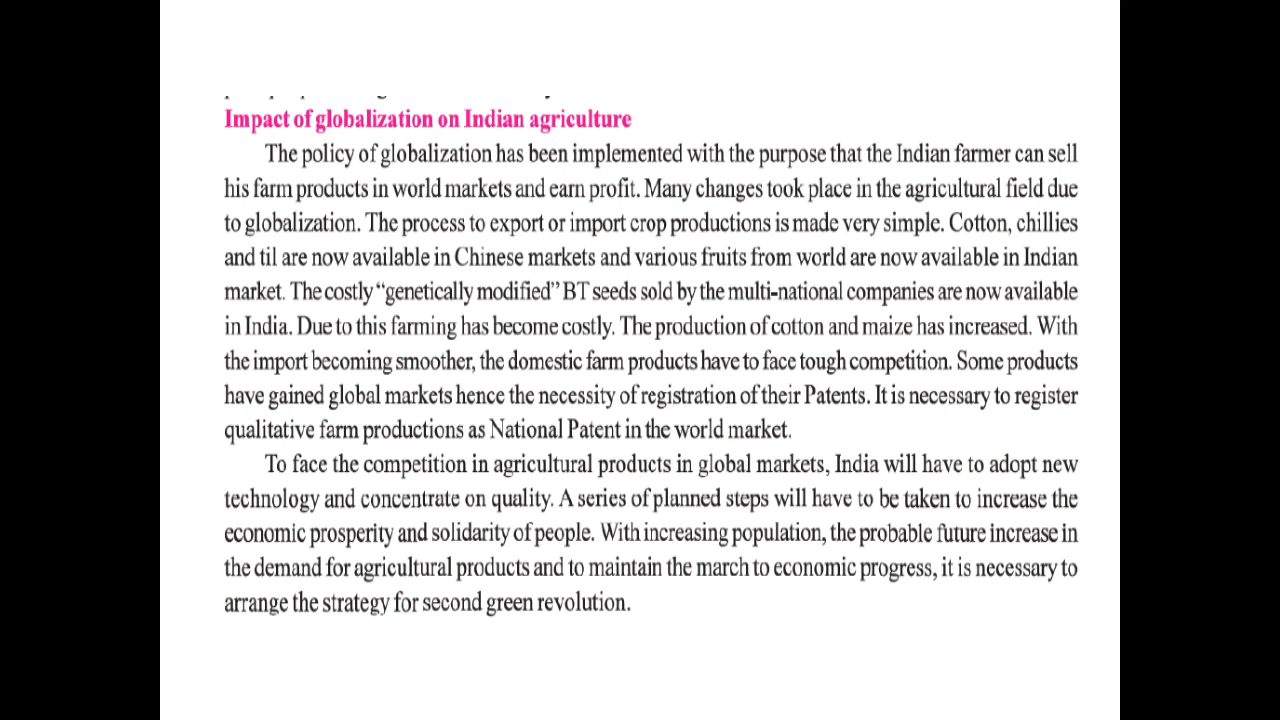 Impact of globalization on Indian agriculture
The policy of globalization has been implemented with the purpose that the Indian farmer can sell
his farm products in world markets and earn profit. Many changes took place in the agricultural field due
to globalization. The process to export or import crop productions is made very simple. Cotton, chillies
and til are now available in Chinese markets and various fruits from world are now available in Indian
market. The costly “genetically modified” BT seeds sold by the multi-national companies are now available
in India. Due to this farming has become costly. The production of cotton and maize has increased. With
the import becoming smoother, the domestic farm products have to face tough competition. Some products
have gained global markets hence the necessity of registration of their Patents. It is necessary to register
qualitative farm productions as National Patent in the world market.
To face the competition in agricultural products in global markets, India will have to adopt new
technology and concentrate on quality. A series of planned steps will have to be taken to increase the
economic prosperity and solidarity of people. With increasing population, the probable future increase in
the demand for agricultural products and to maintain the march to economic progress, it is necessary to
arrange the strategy for second green revolution.